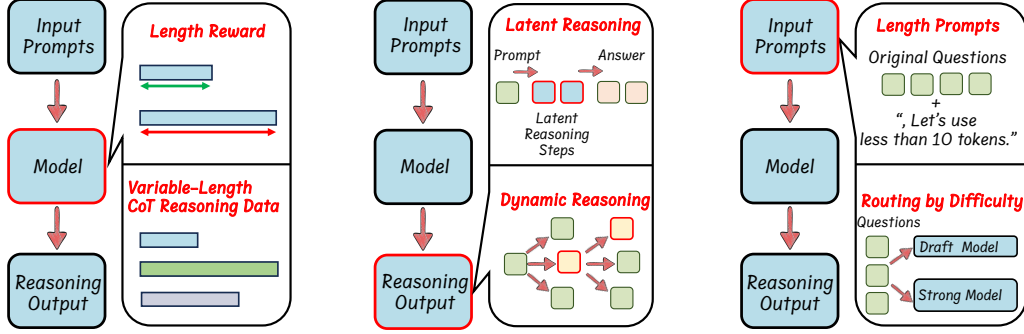 Input
Prompts
Model
Reasoning
Output
Length Reward
Variable-Length
CoT Reasoning Data
Input
Prompts
Model
Reasoning
Output
Latent Reasoning
Prompt
Answer
Latent
Reasoning
Steps
Dynamic Reasoning
Input
Prompts
Model
Reasoning
Output
Length Prompts
Original Questions
+
“, Let’s use
less than 10 tokens.”
Routing by Difficulty
Questions
Draft Model
Strong Model